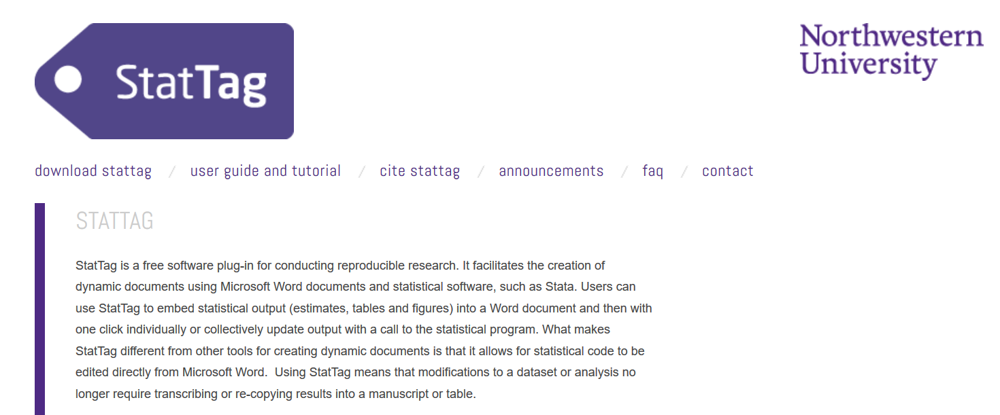 StatTag
Northwestern
University
download stattag / user guide and tutorial / cite stattag / announcements / faq / contact
STATTAG
StatTag is a free software plug-in for conducting reproducible research. It facilitates the creation of
dynamic documents using Microsoft Word documents and statistical software, such as Stata. Users can
use StatTag to embed statistical output (estimates, tables and figures) into a Word document and then with
one click individually or collectively update output with a call to the statistical program. What makes
StatTag different from other tools for creating dynamic documents is that it allows for statistical code to be
edited directly from Microsoft Word.  Using StatTag means that modifications to a dataset or analysis no
longer require transcribing or re-copying results into a manuscript or table.